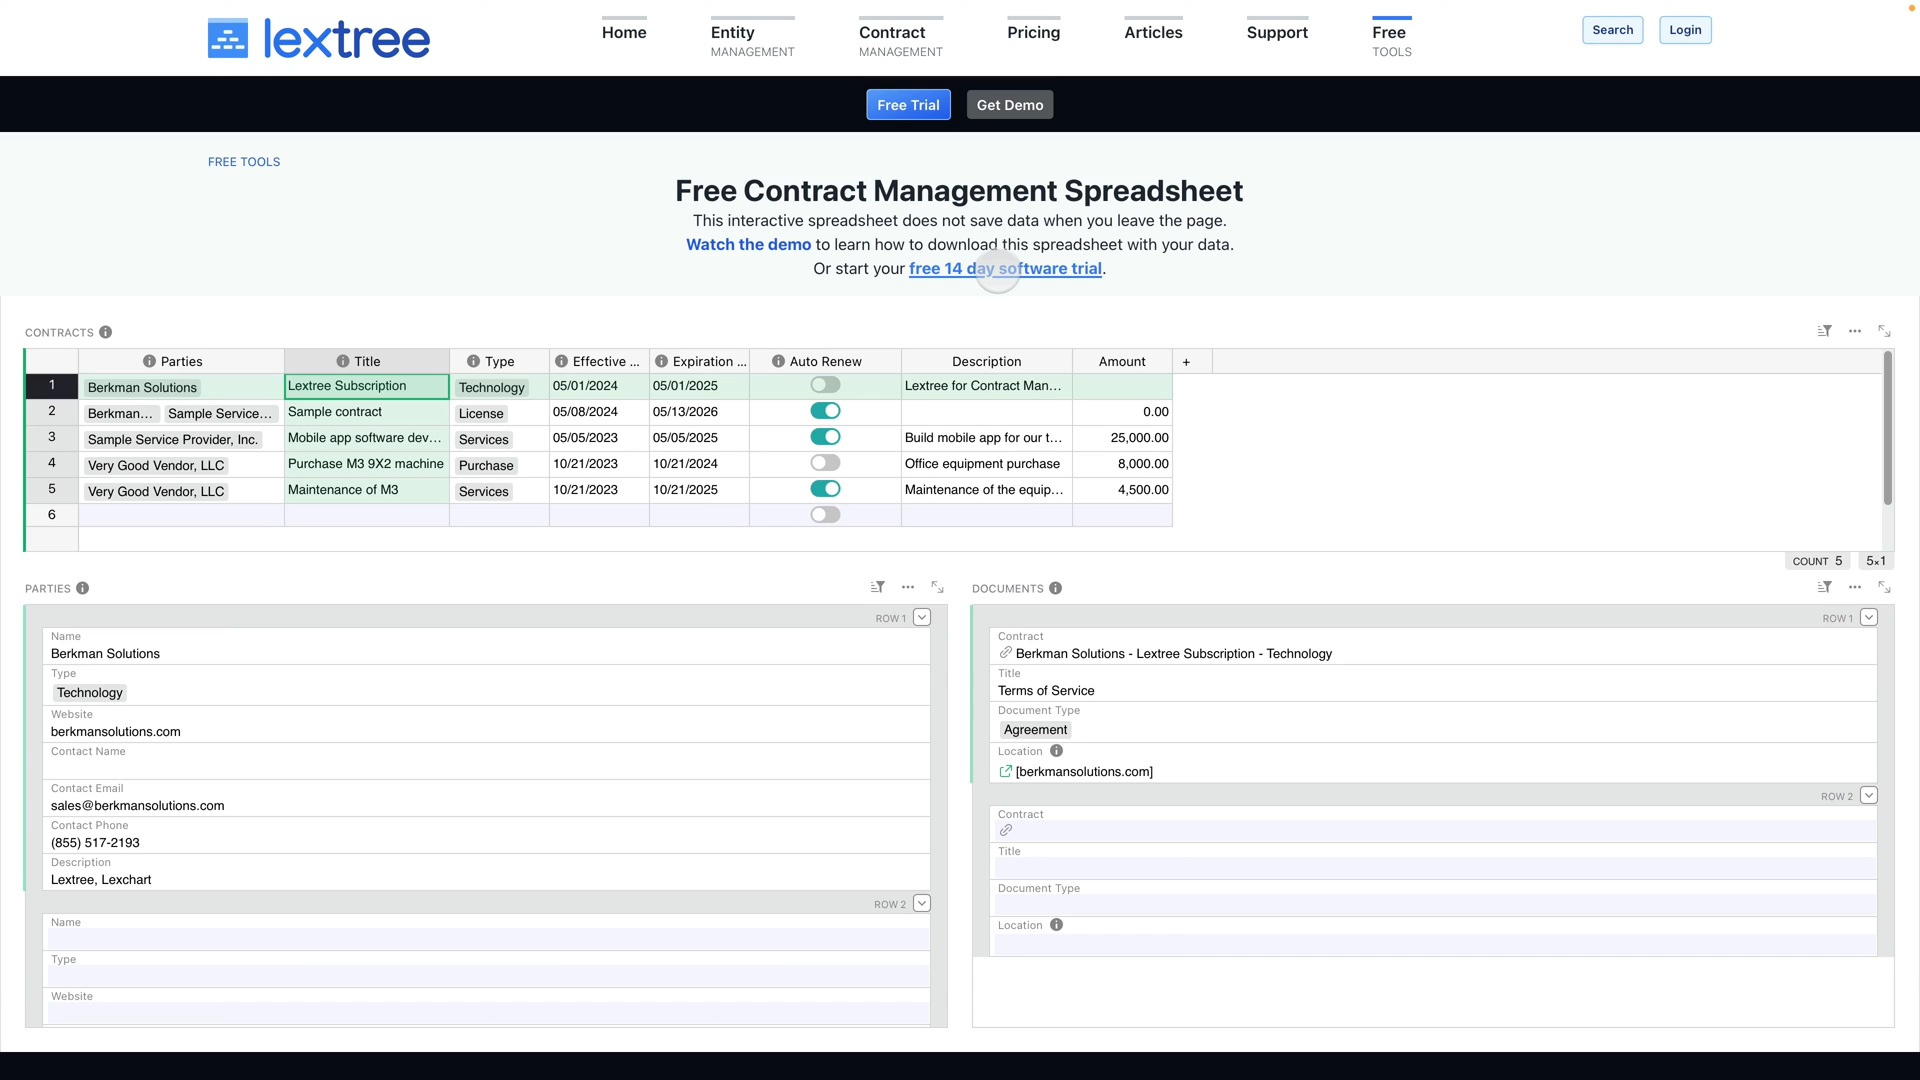 lextree
Home
Entity
MANAGEMENT
Contract
MANAGEMENT
Pricing
Articles
Support
Free
TOOLS
Search
Login
Free Trial
Get Demo
FREE TOOLS
Free Contract Management Spreadsheet
This interactive spreadsheet does not save data when you leave the page.
Watch the demo to learn how to download this spreadsheet with your data.
Or start your free 14 day software trial.
CONTRACTS
Parties Title Type Effective ... Expiration ... Auto Renew Description Amount +
1 Berkman Solutions Lextree Subscription Technology 05/01/2024 05/01/2025 Lextree for Contract Man...
2 Berkman... Sample Service... Sample contract License 05/08/2024 05/13/2026 0.00
3 Sample Service Provider, Inc. Mobile app software dev... Services 05/05/2023 05/05/2025 Build mobile app for our t... 25,000.00
4 Very Good Vendor, LLC Purchase M3 9X2 machine Purchase 10/21/2023 10/21/2024 Office equipment purchase 8,000.00
5 Very Good Vendor, LLC Maintenance of M3 Services 10/21/2023 10/21/2025 Maintenance of the equip... 4,500.00
6
COUNT 5 5×1
PARTIES
ROW 1
Name
Berkman Solutions
Type
Technology
Website
berkmansolutions.com
Contact Name
Contact Email
sales@berkmansolutions.com
Contact Phone
(855) 517-2193
Description
Lextree, Lexchart
ROW 2
Name
Type
Website
DOCUMENTS
ROW 1
Contract
Berkman Solutions - Lextree Subscription - Technology
Title
Terms of Service
Document Type
Agreement
Location
[berkmansolutions.com]
ROW 2
Contract
Title
Document Type
Location